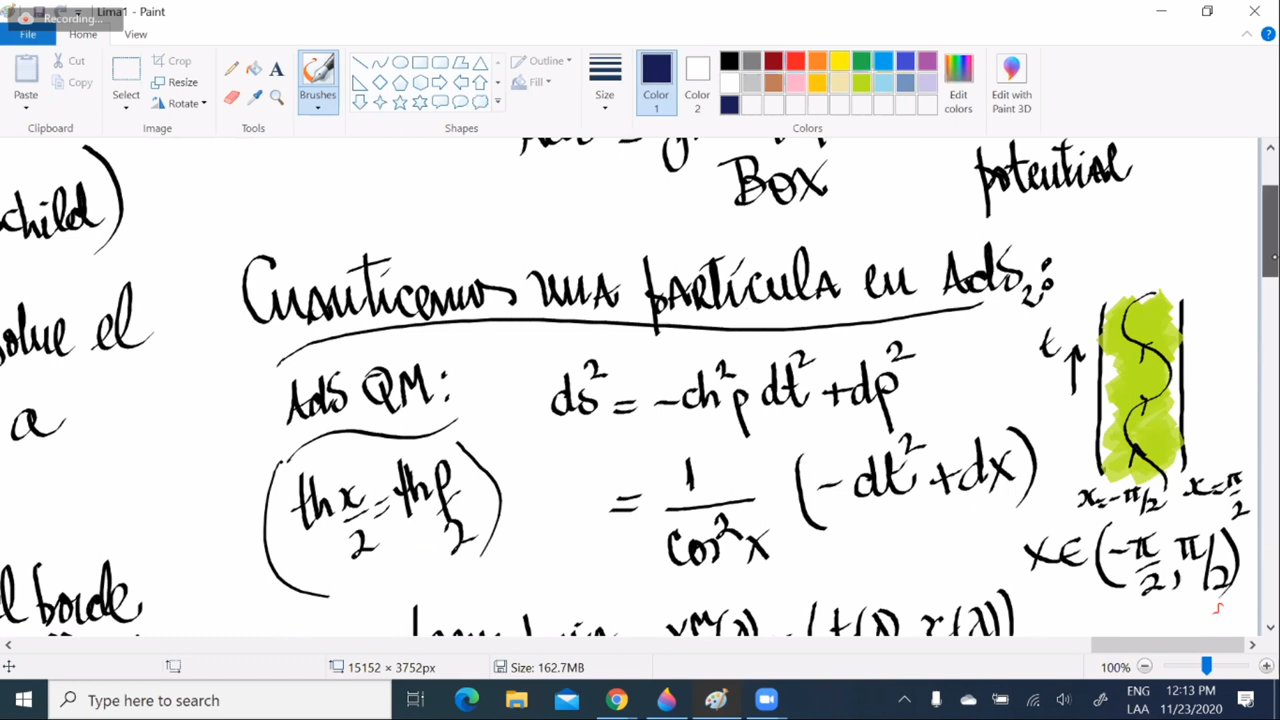 Recording...
Lima1 - Paint
File Home View
Paste
Cut
Copy
Clipboard
Select
Crop
Resize
Rotate
Image
A
Tools
Brushes
Outline
Fill
Shapes
Size
Color 1
Color 2
Edit colors
Edit with Paint 3D
Colors
child)
BOX
potential
Cuanticemos una partícula en AdS₂:
el
a
AdS QM:
ds² = -ch²ρ dt² + dρ²
t
(th x/2 = th ρ/2)
= 1/cos²x (-dt² + dx)
x=-π/2 x=π/2
x ∈ (-π/2, π/2)
el borde
15152 × 3752px
Size: 162.7MB
100%
Type here to search
ENG
LAA
12:13 PM
11/23/2020